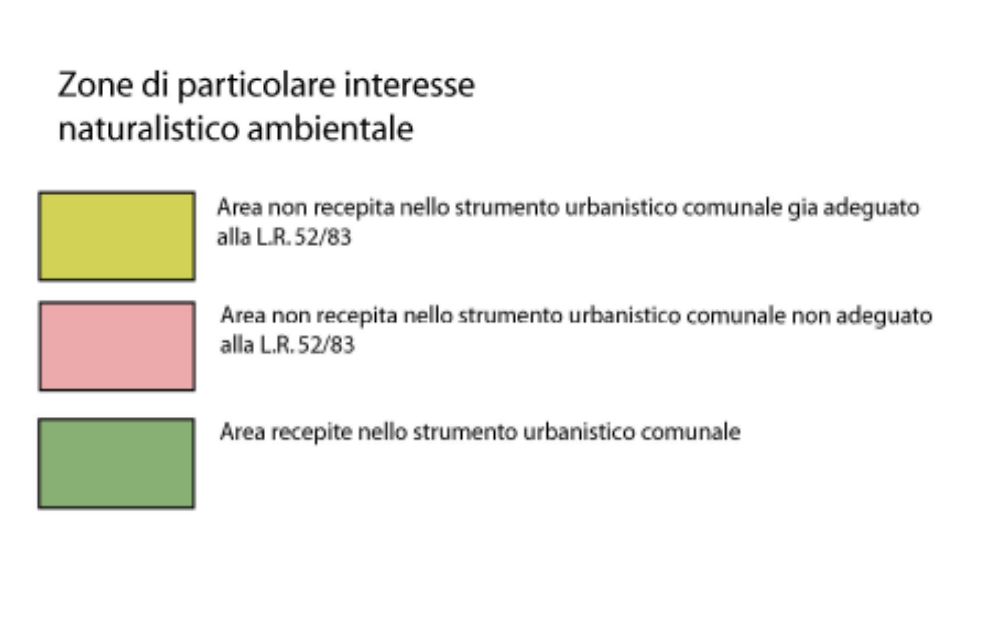 Zone di particolare interesse
naturalistico ambientale
Area non recepita nello strumento urbanistico comunale gia adeguato
alla L.R. 52/83
Area non recepita nello strumento urbanistico comunale non adeguato
alla L.R. 52/83
Area recepite nello strumento urbanistico comunale